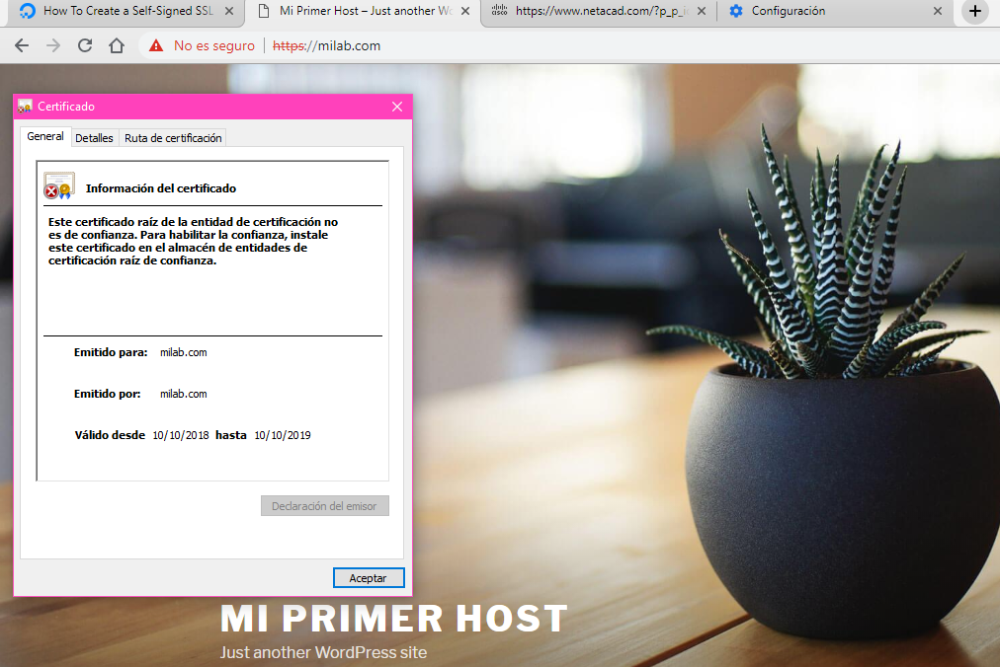 How To Create a Self-Signed SSL
Mi Primer Host – Just another Wo
https://www.netacad.com/?p_p_i
Configuración
No es seguro
https://milab.com
Certificado
General
Detalles
Ruta de certificación
Información del certificado
Este certificado raíz de la entidad de certificación no
es de confianza. Para habilitar la confianza, instale
este certificado en el almacén de entidades de
certificación raíz de confianza.
Emitido para: milab.com
Emitido por: milab.com
Válido desde 10/10/2018 hasta 10/10/2019
Declaración del emisor
Aceptar
MI PRIMER HOST
Just another WordPress site